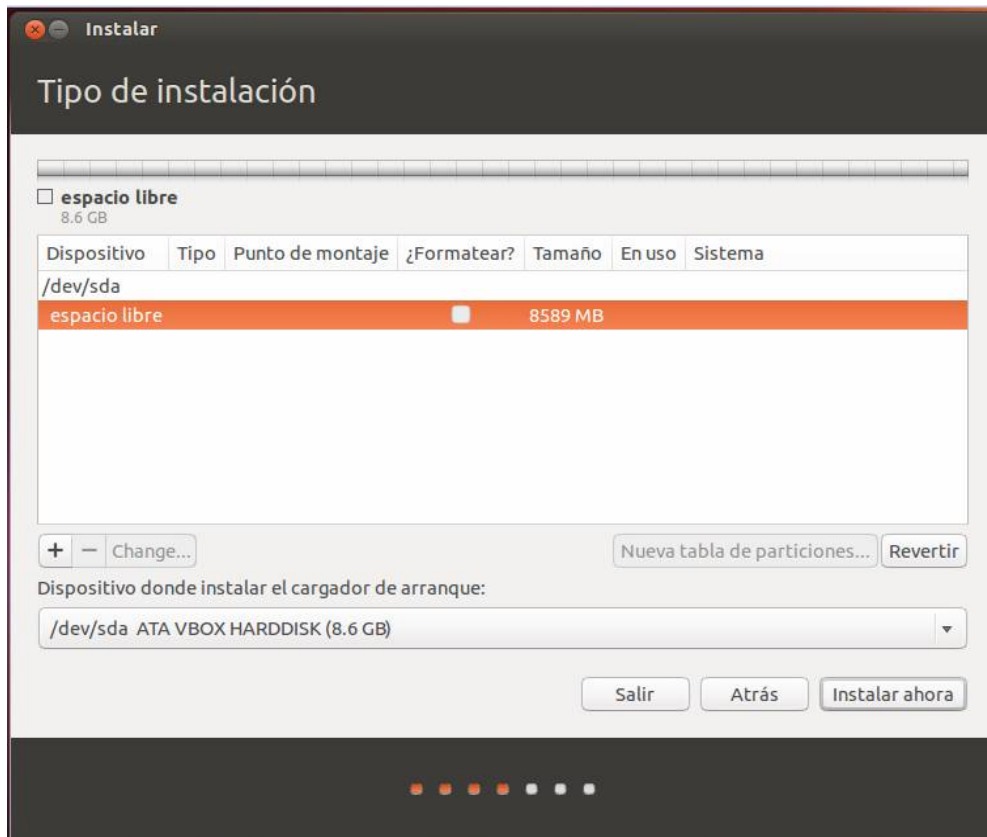 Instalar
Tipo de instalación
espacio libre
8.6 GB
Dispositivo Tipo Punto de montaje ¿Formatear? Tamaño En uso Sistema
/dev/sda
espacio libre 8589 MB
+ − Change... Nueva tabla de particiones... Revertir
Dispositivo donde instalar el cargador de arranque:
/dev/sda ATA VBOX HARDDISK (8.6 GB)
Salir Atrás Instalar ahora